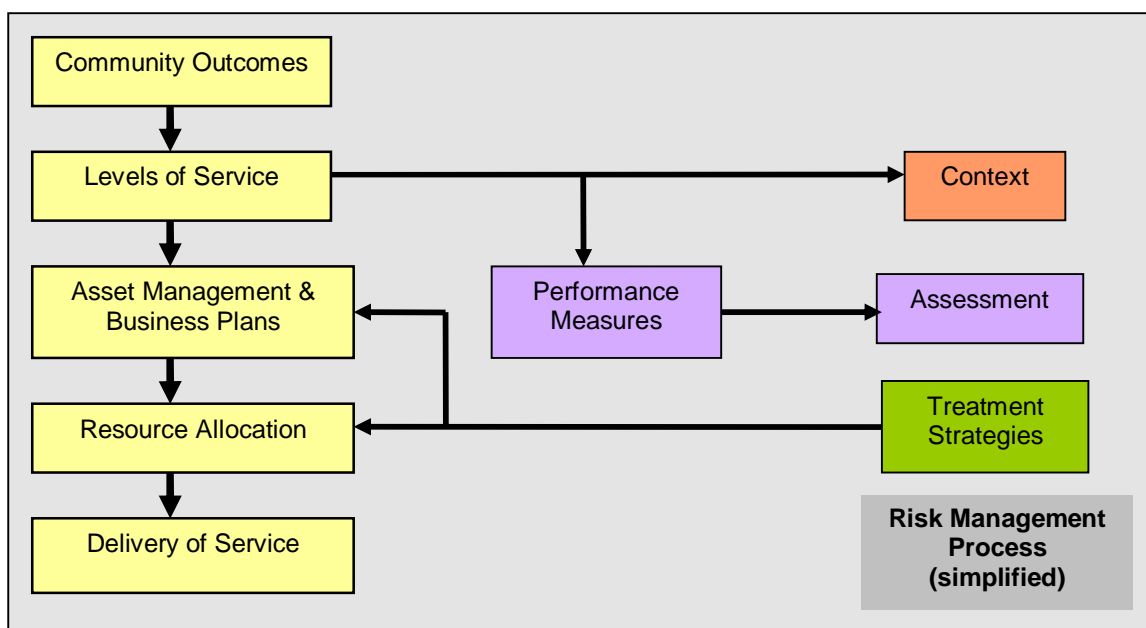 Community Outcomes
Levels of Service
Context
Asset Management &
Business Plans
Performance
Measures
Assessment
Resource Allocation
Treatment
Strategies
Delivery of Service
Risk Management
Process
(simplified)